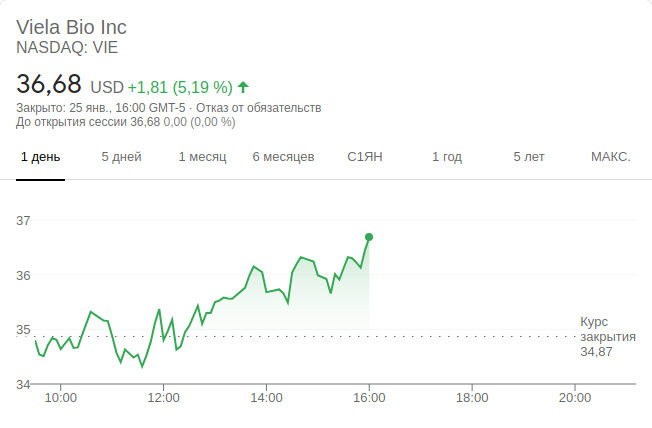 Viela Bio Inc
NASDAQ: VIE
36,68 USD +1,81 (5,19 %)
Закрыто: 25 янв., 16:00 GMT-5 · Отказ от обязательств
До открытия сессии 36,68 0,00 (0,00 %)
1 день 5 дней 1 месяц 6 месяцев С1ЯН 1 год 5 лет МАКС.
37
36
35
34
Курс
закрытия
34,87
10:00 12:00 14:00 16:00 18:00 20:00